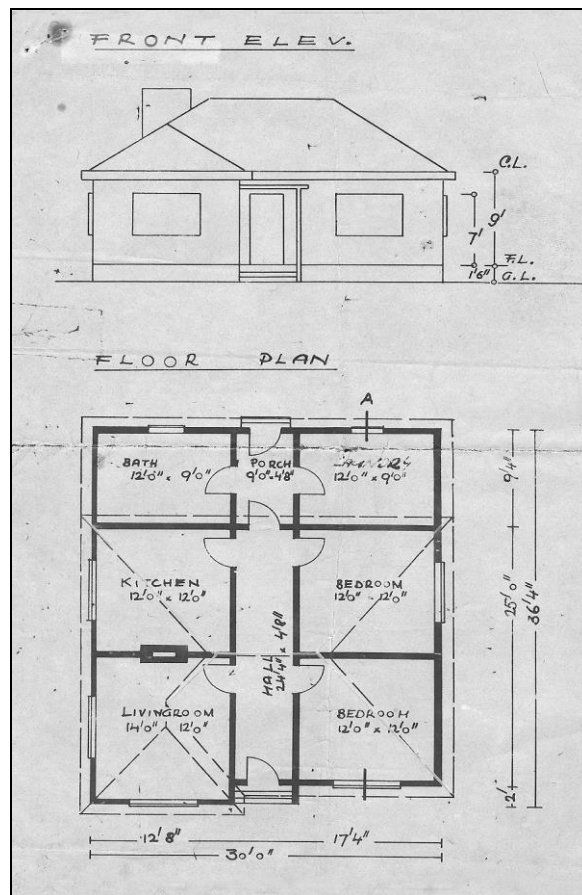 FRONT ELEV.
C.L.
7'
9'
F.L.
1'6"
G.L.
FLOOR PLAN
A
BATH
12'0" × 9'0"
PORCH
9'0" × 4'8"
LAUNDRY
12'0" × 9'0"
9'4"
KITCHEN
12'0" × 12'0"
BEDROOM
12'0" × 12'0"
HALL
24'4" × 4'8"
25'0"
36'4"
LIVINGROOM
14'0" × 12'0"
BEDROOM
12'0" × 12'0"
2'
12'8"
17'4"
30'0"